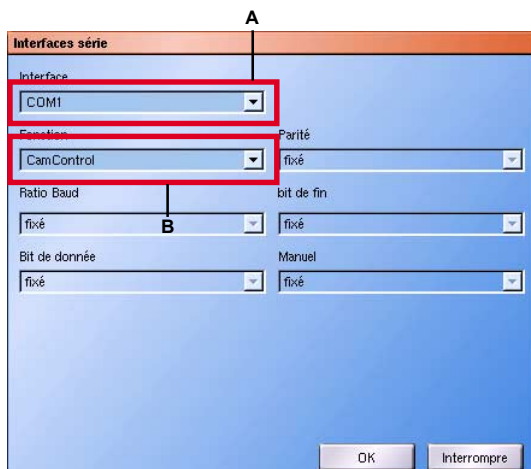 A
Interfaces série
Interface
COM1
Fonction
CamControl
Parité
fixé
Ratio Baud
fixé
B
bit de fin
fixé
Bit de donnée
fixé
Manuel
fixé
OK
Interrompre